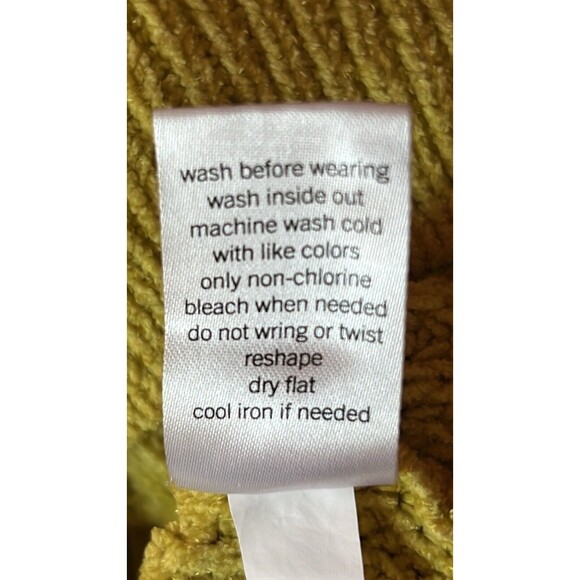 wash before wearing
wash inside out
machine wash cold
with like colors
only non-chlorine
bleach when needed
do not wring or twist
reshape
dry flat
cool iron if needed